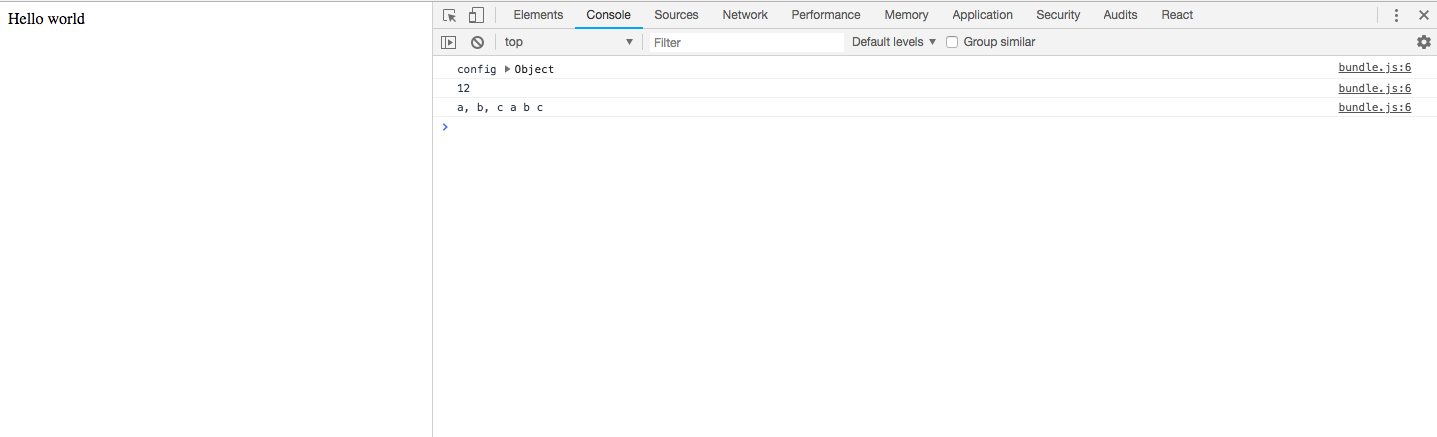 Hello world
Elements Console Sources Network Performance Memory Application Security Audits React
top Filter Default levels Group similar
config Object bundle.js:6
12 bundle.js:6
a, b, c a b c bundle.js:6